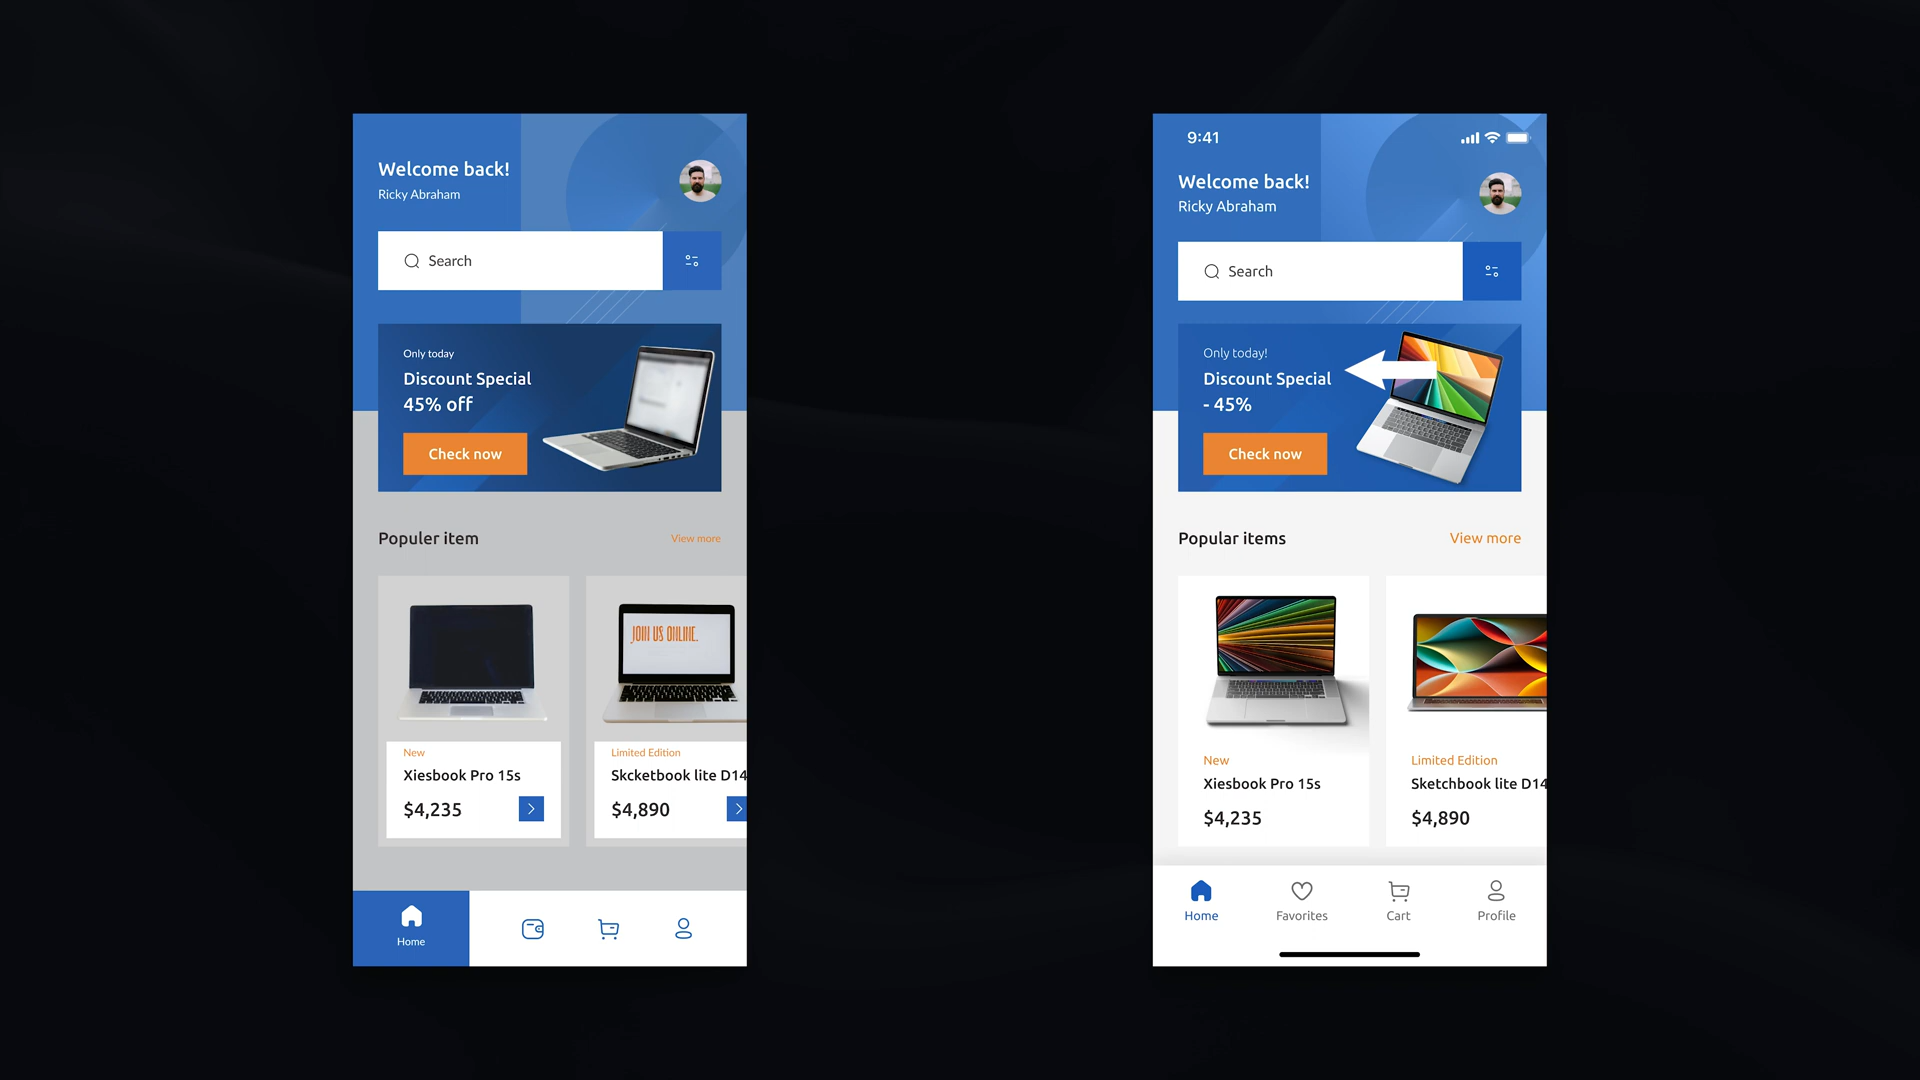 Welcome back!
Ricky Abraham
Search
Only today
Discount Special
45% off
Check now
Populer item
View more
JOIN US ONLINE.
New
Xiesbook Pro 15s
$4,235
Limited Edition
Skcketbook lite D14
$4,890
Home
9:41
Welcome back!
Ricky Abraham
Search
Only today!
Discount Special
- 45%
Check now
Popular items
View more
New
Xiesbook Pro 15s
$4,235
Limited Edition
Sketchbook lite D14
$4,890
Home
Favorites
Cart
Profile